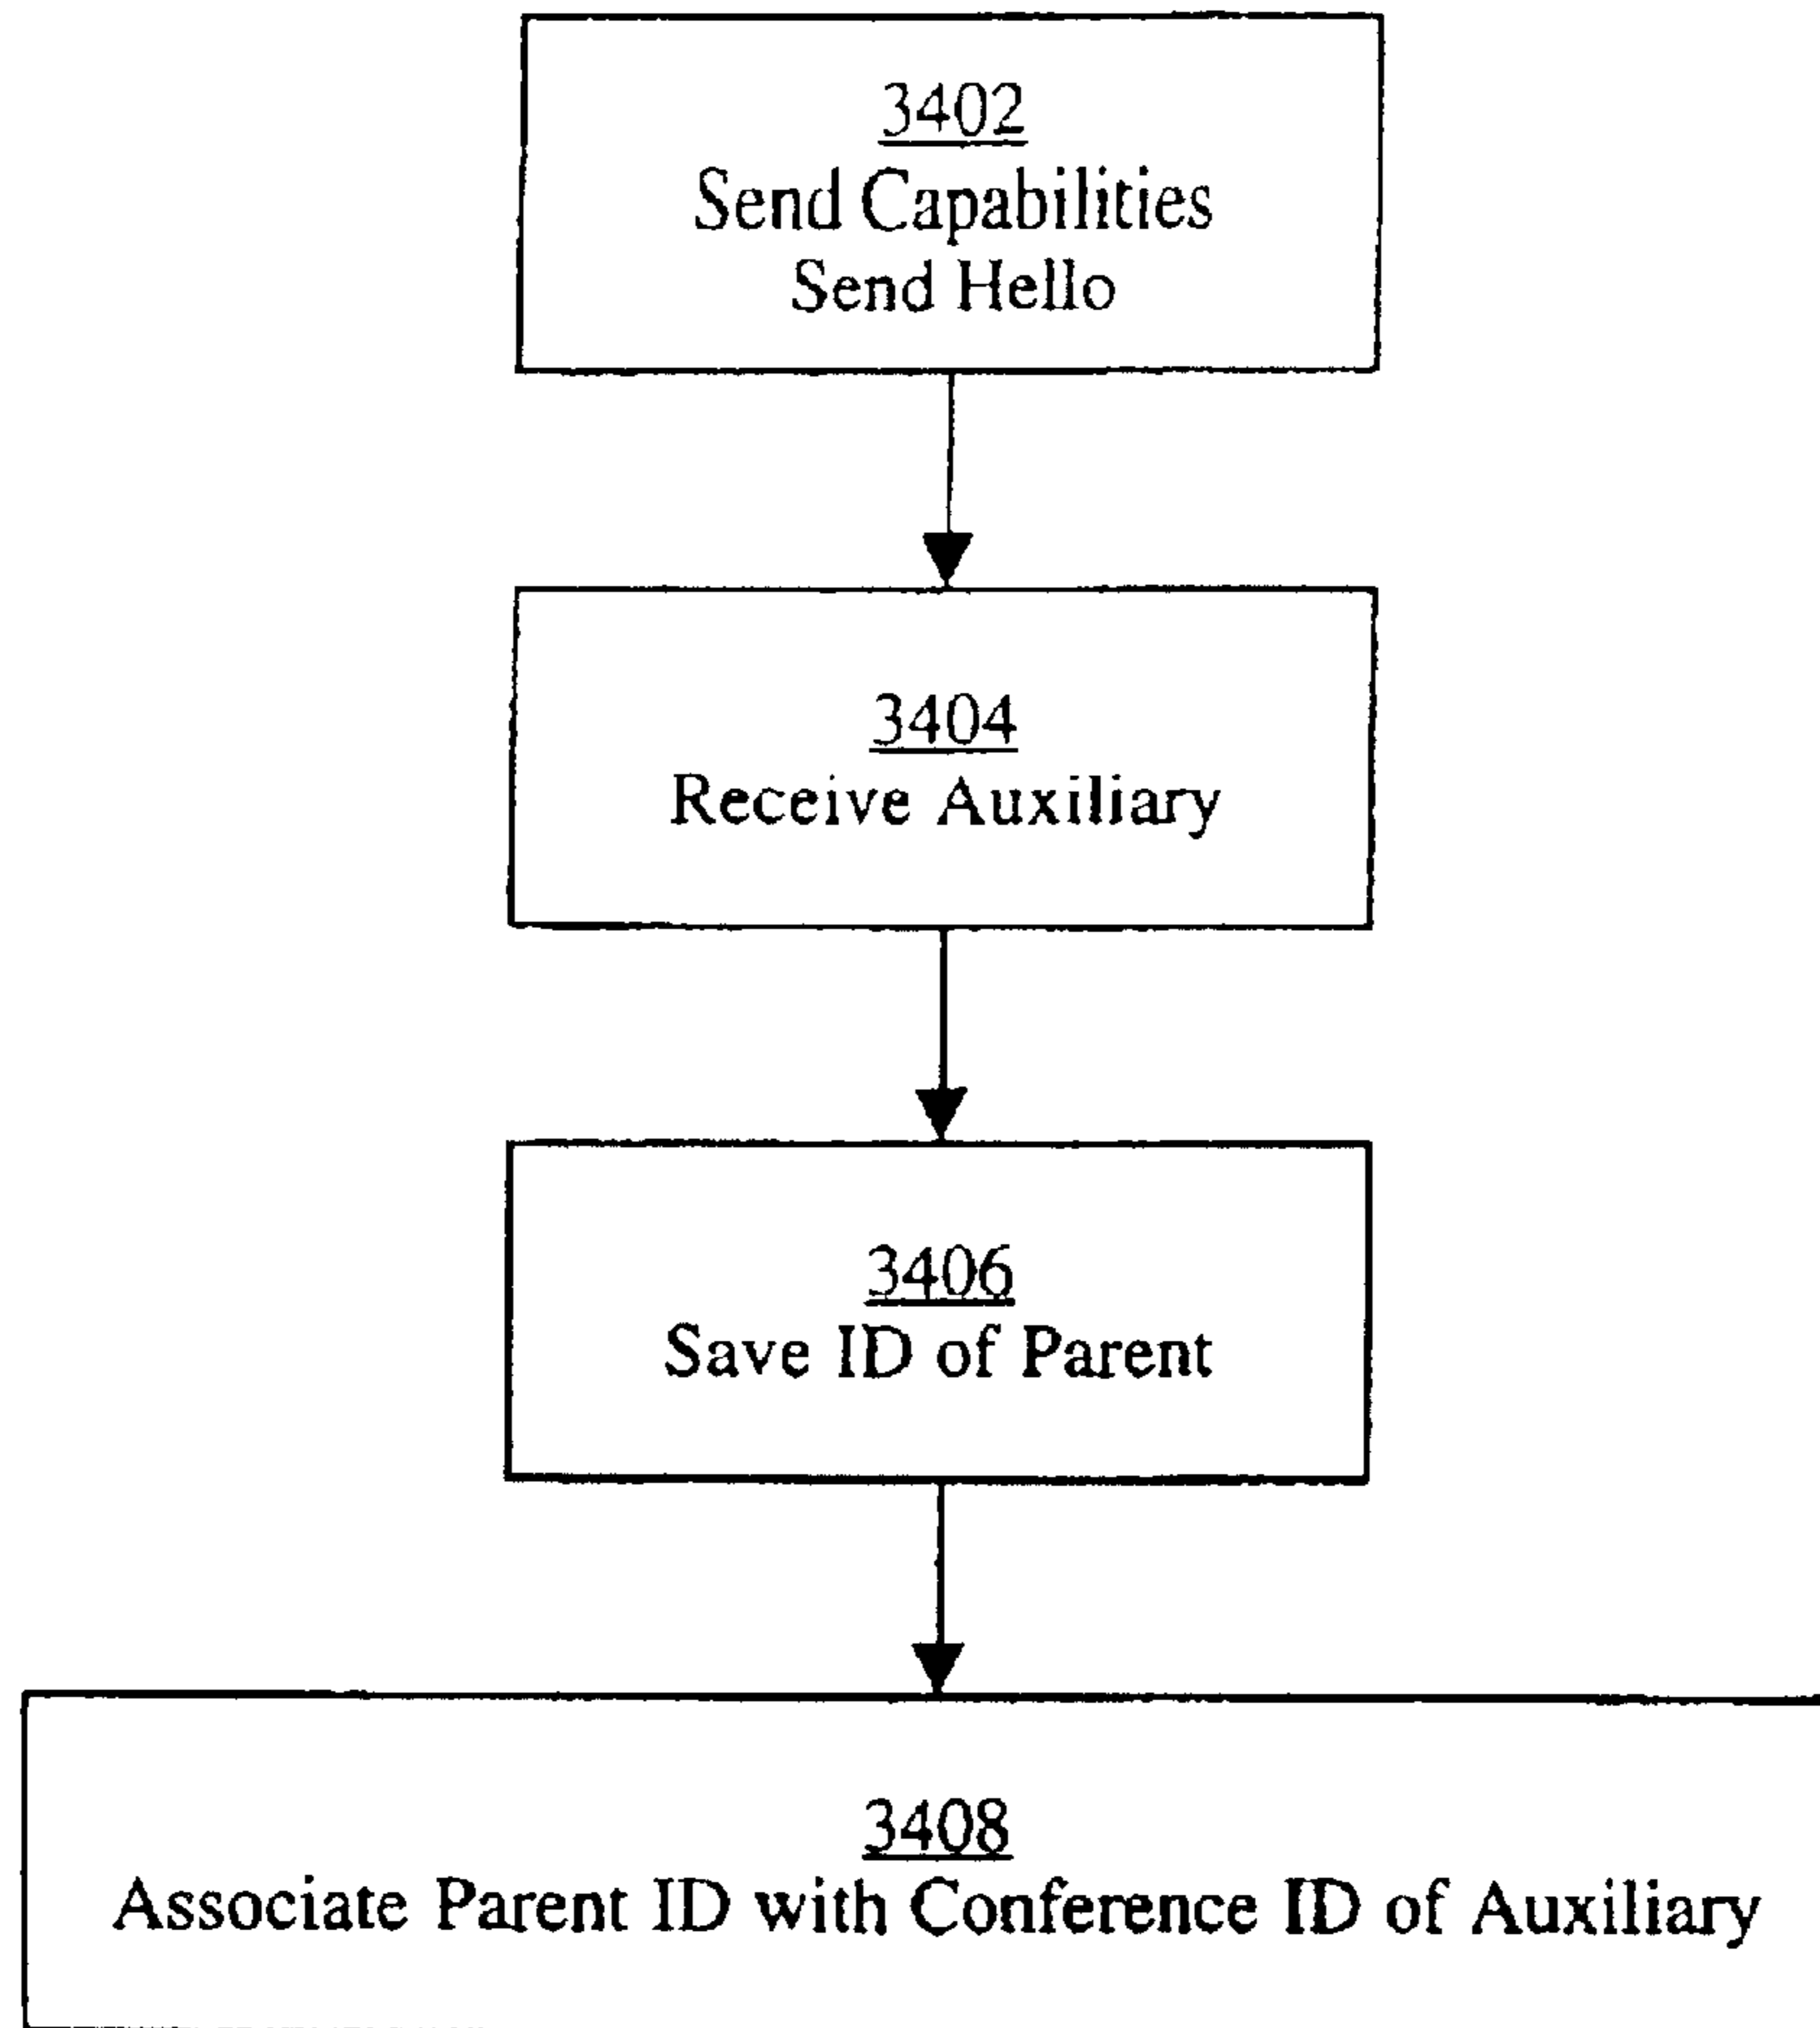 3402
Send Capabilities
Send Hello
3404
Receive Auxiliary
3406
Save ID of Parent
3408
Associate Parent ID with Conference ID of Auxiliary